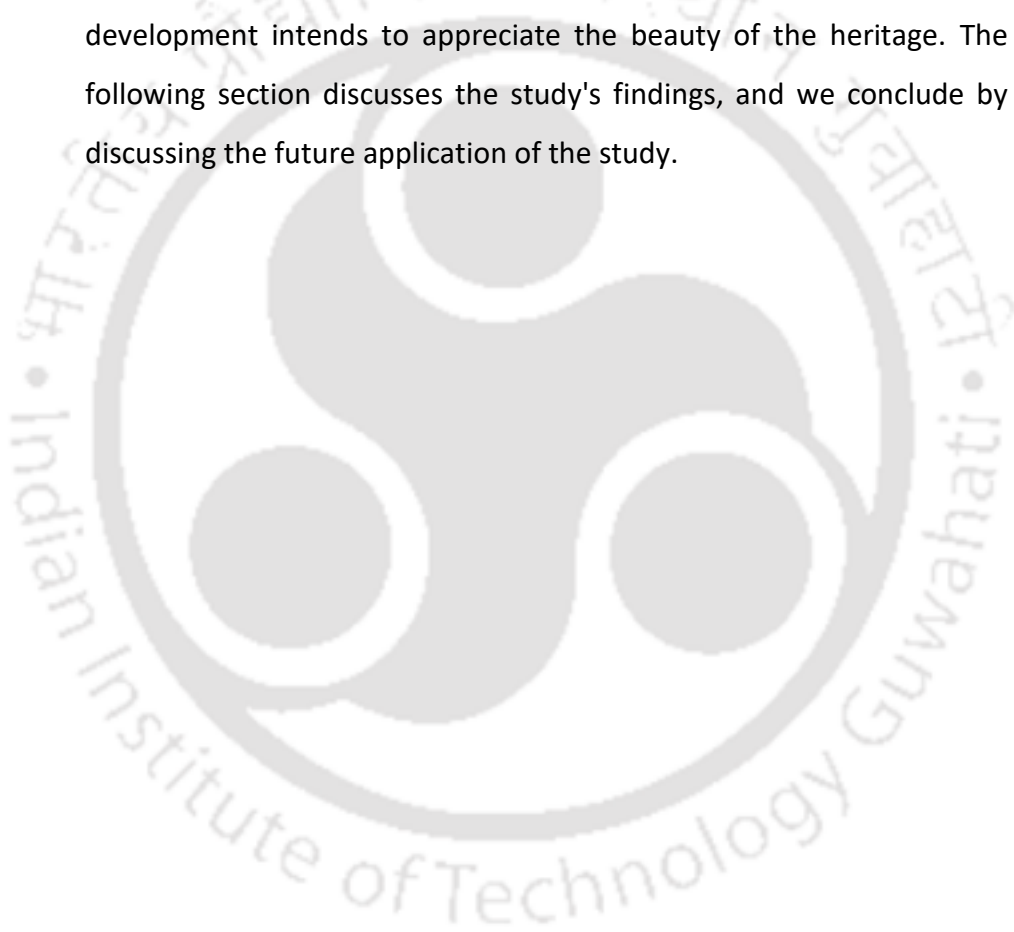 development intends to appreciate the beauty of the heritage. The
following section discusses the study's findings, and we conclude by
discussing the future application of the study.
• Indian Institute of Technology Guwahati •